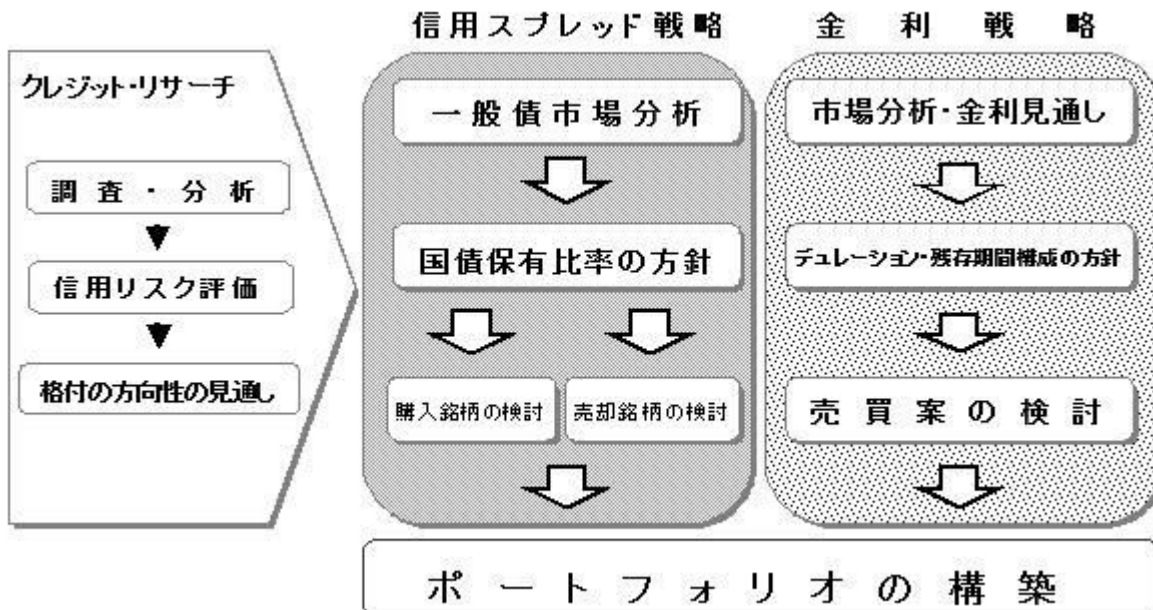 クレジット・リサーチ
調査・分析
信用リスク評価
格付の方向性の見通し
信用スプレッド戦略
一般債市場分析
国債保有比率の方針
購入銘柄の検討
売却銘柄の検討
金利戦略
市場分析・金利見通し
デュレーション・残存期間構成の方針
売買案の検討
ポートフォリオの構築